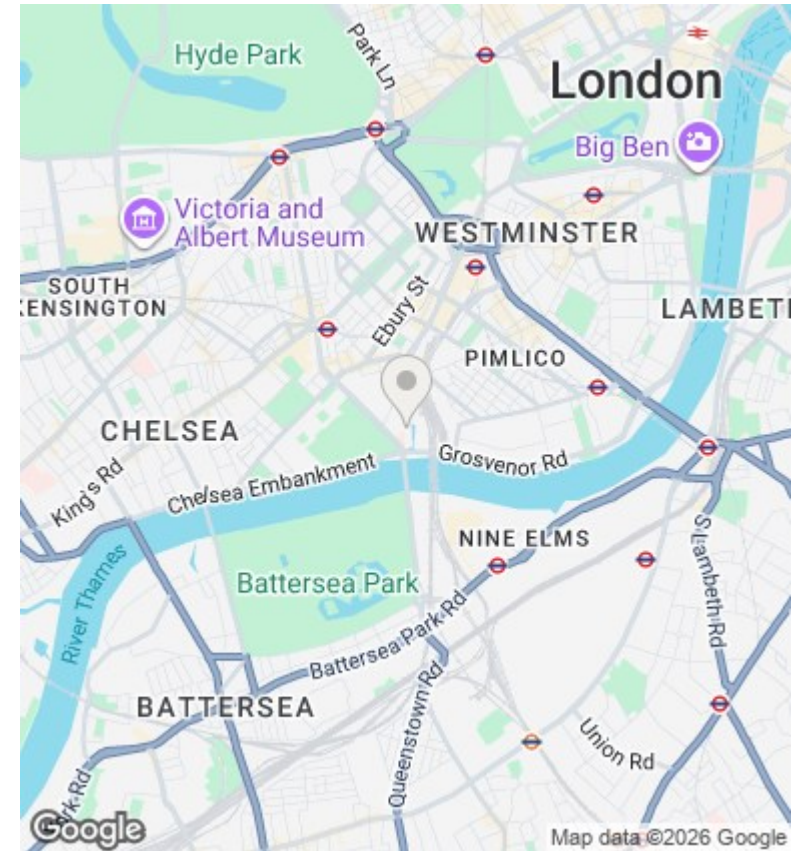 Hyde Park
Park Ln
London
Big Ben
Victoria and
Albert Museum
WESTMINSTER
SOUTH
KENSINGTON
Ebury St
LAMBETH
PIMLICO
CHELSEA
King's Rd
Chelsea Embankment
Grosvenor Rd
River Thames
NINE ELMS
S Lambeth Rd
Battersea Park
Battersea Park Rd
BATTERSEA
Queenstown Rd
Union Rd
Park Rd
Google
Map data ©2026 Google